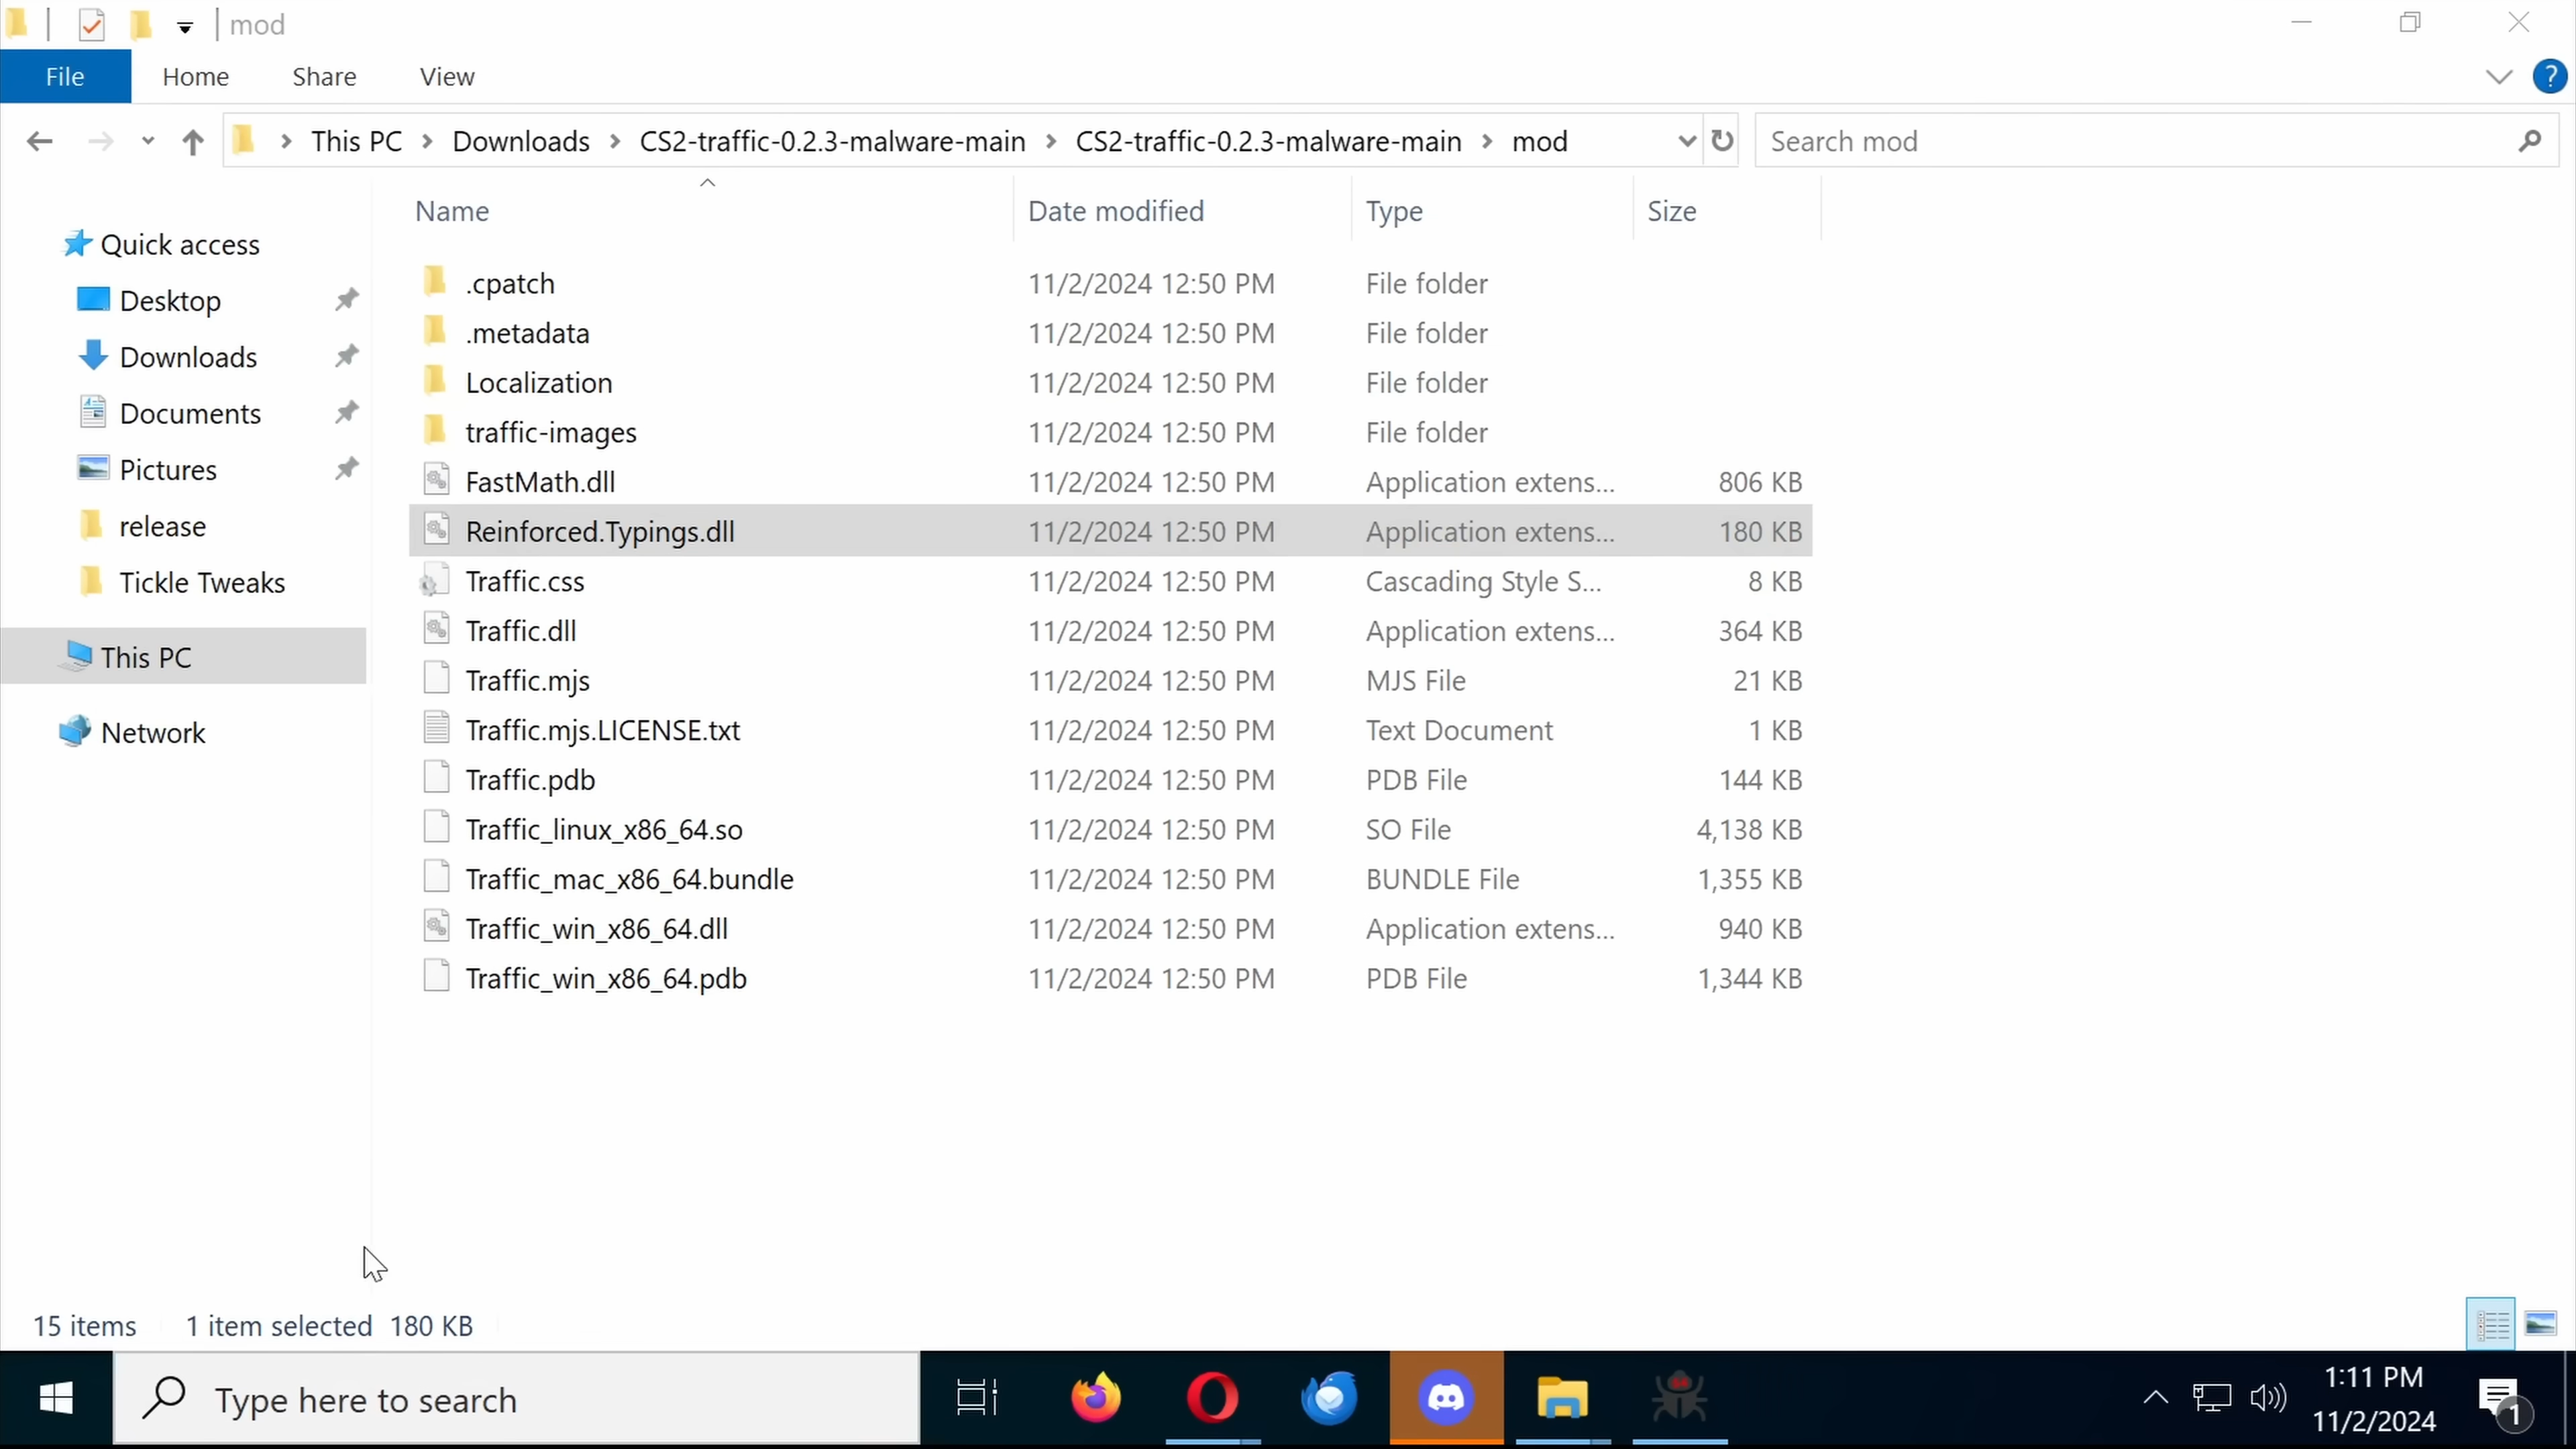 mod
File Home Share View
This PC Downloads CS2-traffic-0.2.3-malware-main CS2-traffic-0.2.3-malware-main mod
Search mod
Name Date modified Type Size
Quick access
Desktop
Downloads
Documents
Pictures
release
Tickle Tweaks
This PC
Network
.cpatch 11/2/2024 12:50 PM File folder
.metadata 11/2/2024 12:50 PM File folder
Localization 11/2/2024 12:50 PM File folder
traffic-images 11/2/2024 12:50 PM File folder
FastMath.dll 11/2/2024 12:50 PM Application extens... 806 KB
Reinforced.Typings.dll 11/2/2024 12:50 PM Application extens... 180 KB
Traffic.css 11/2/2024 12:50 PM Cascading Style S... 8 KB
Traffic.dll 11/2/2024 12:50 PM Application extens... 364 KB
Traffic.mjs 11/2/2024 12:50 PM MJS File 21 KB
Traffic.mjs.LICENSE.txt 11/2/2024 12:50 PM Text Document 1 KB
Traffic.pdb 11/2/2024 12:50 PM PDB File 144 KB
Traffic_linux_x86_64.so 11/2/2024 12:50 PM SO File 4,138 KB
Traffic_mac_x86_64.bundle 11/2/2024 12:50 PM BUNDLE File 1,355 KB
Traffic_win_x86_64.dll 11/2/2024 12:50 PM Application extens... 940 KB
Traffic_win_x86_64.pdb 11/2/2024 12:50 PM PDB File 1,344 KB
15 items 1 item selected 180 KB
Type here to search
1:11 PM
11/2/2024
1